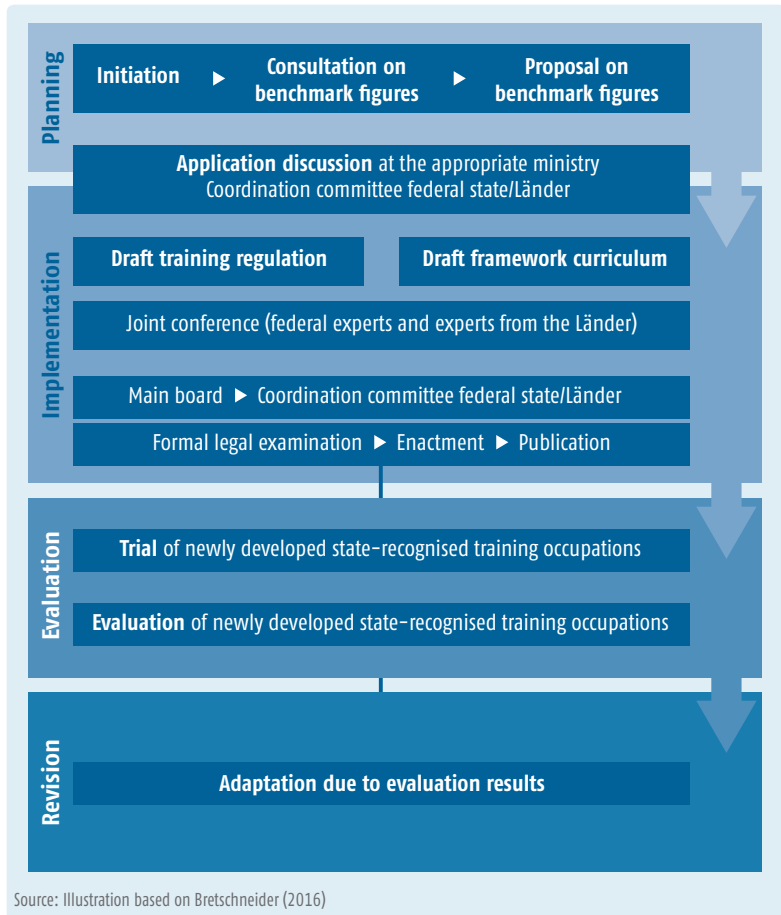 Planning
Initiation ▶ Consultation on benchmark figures ▶ Proposal on benchmark figures
Application discussion at the appropriate ministry
Coordination committee federal state/Länder
Implementation
Draft training regulation
Draft framework curriculum
Joint conference (federal experts and experts from the Länder)
Main board ▶ Coordination committee federal state/Länder
Formal legal examination ▶ Enactment ▶ Publication
Evaluation
Trial of newly developed state-recognised training occupations
Evaluation of newly developed state-recognised training occupations
Revision
Adaptation due to evaluation results
Source: Illustration based on Bretschneider (2016)